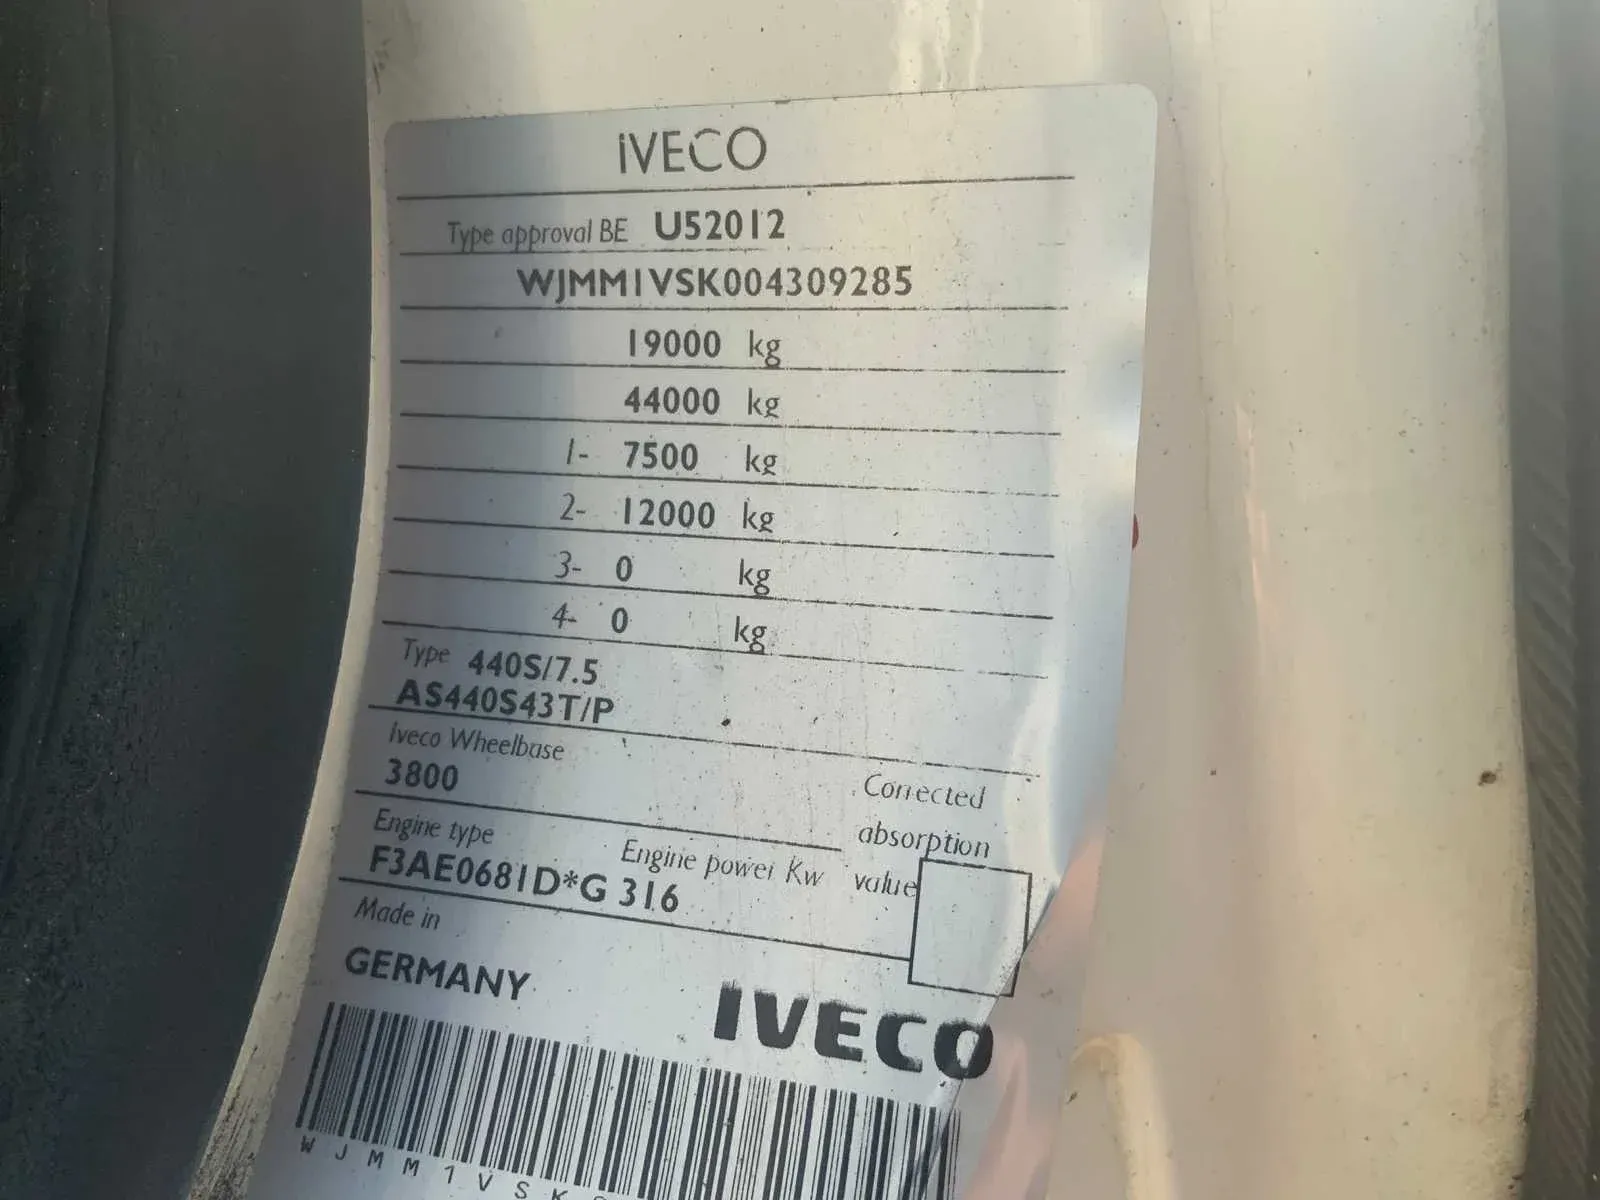 IVECO
Type approval BE U52012
WJMM1VSK004309285
19000 kg
44000 kg
1- 7500 kg
2- 12000 kg
3- 0 kg
4- 0 kg
Type 440S/7.5
AS440S43T/P
Iveco Wheelbase
3800
Corrected
absorption
value
Engine type Engine power Kw
F3AE0681D*G 316
Made in
GERMANY
IVECO
W J M M 1 V S K